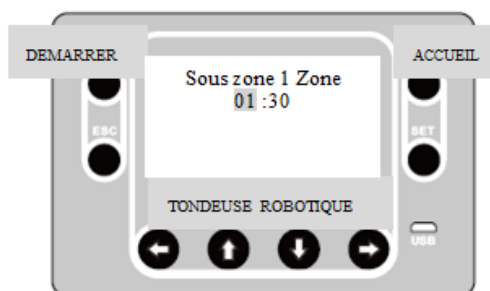 DEMARRER
ACCUEIL
Sous zone 1 Zone
01 :30
ESC
SET
TONDEUSE ROBOTIQUE
USB